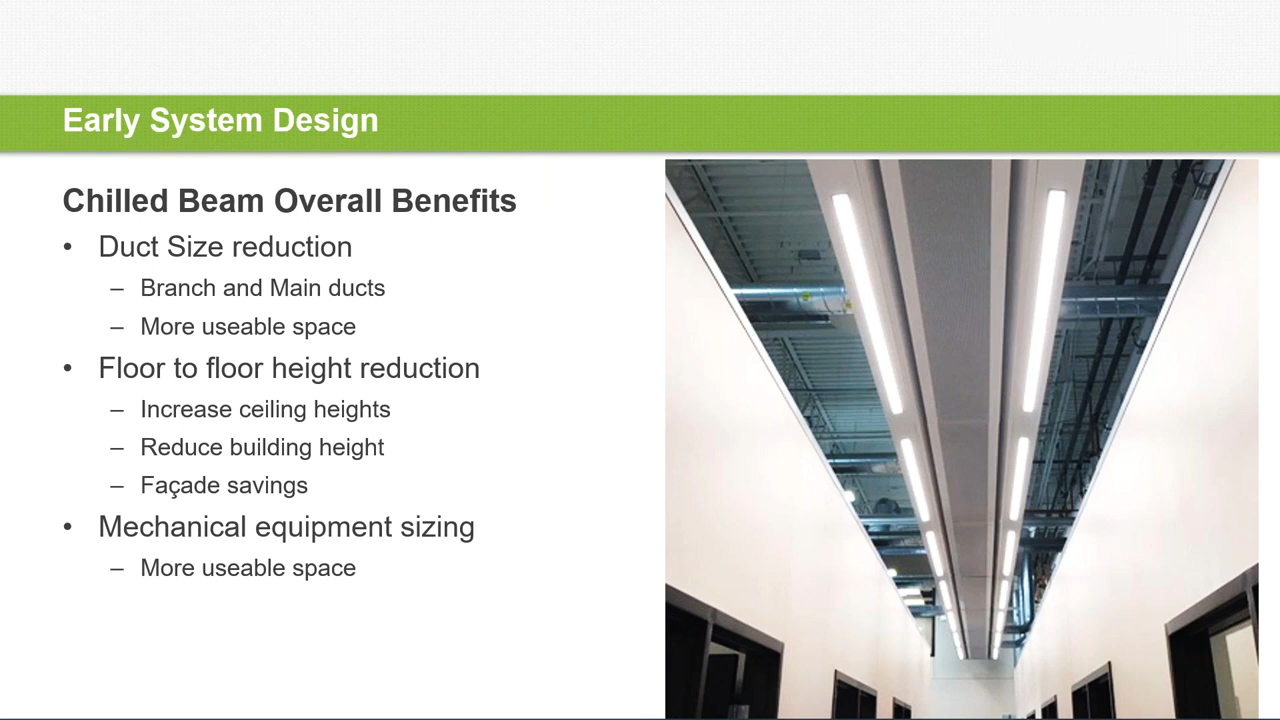 Early System Design
Chilled Beam Overall Benefits
• Duct Size reduction
– Branch and Main ducts
– More useable space
• Floor to floor height reduction
– Increase ceiling heights
– Reduce building height
– Façade savings
• Mechanical equipment sizing
– More useable space